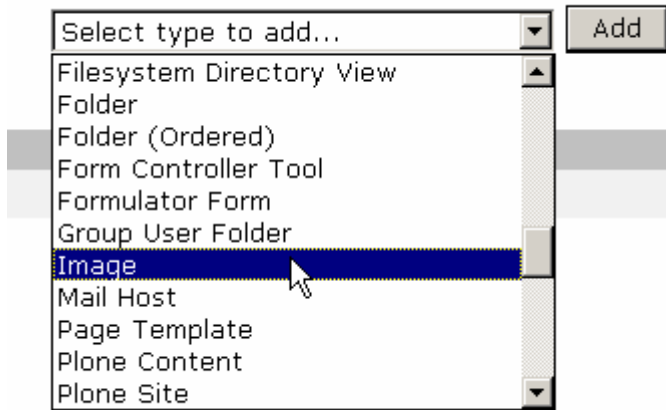 Select type to add...
Add
Filesystem Directory View
Folder
Folder (Ordered)
Form Controller Tool
Formulator Form
Group User Folder
Image
Mail Host
Page Template
Plone Content
Plone Site